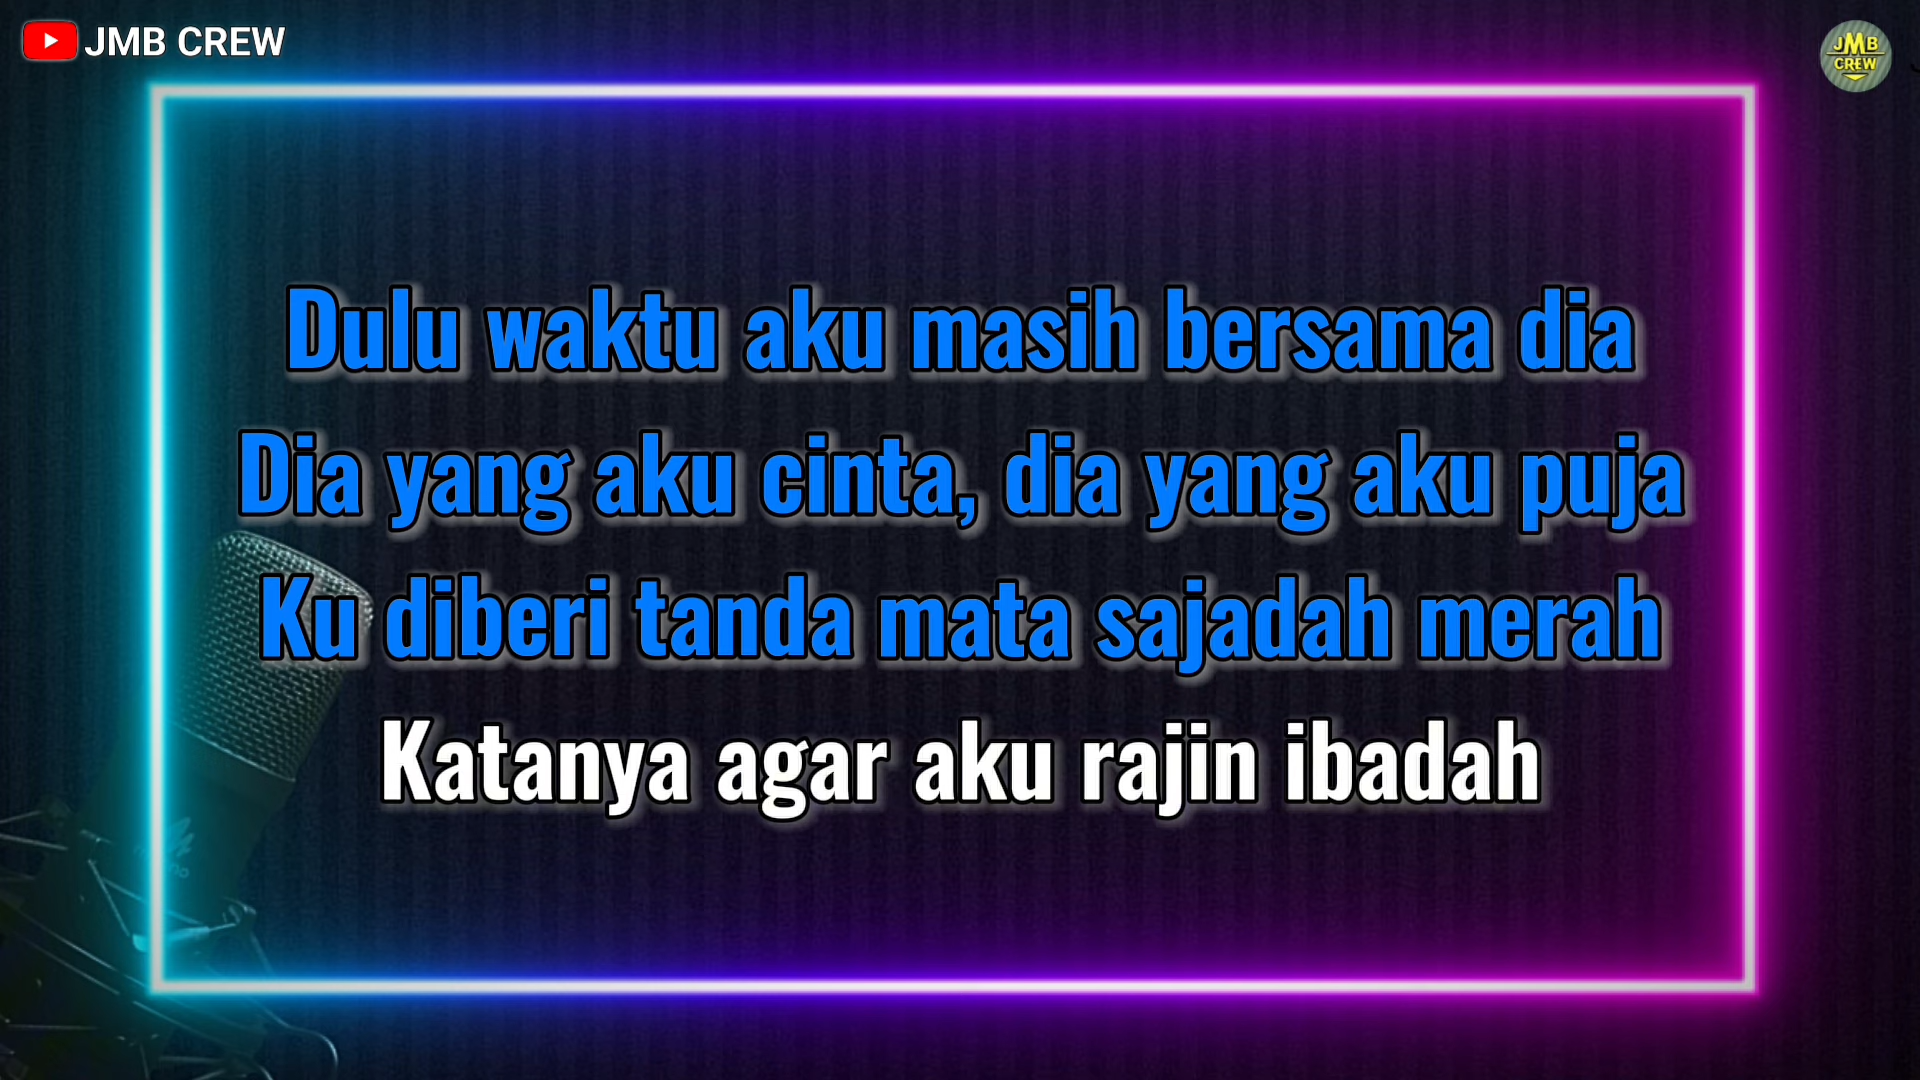 JMB CREW
JMB
CREW
Dulu waktu aku masih bersama dia
Dia yang aku cinta, dia yang aku puja
Ku diberi tanda mata sajadah merah
Katanya agar aku rajin ibadah